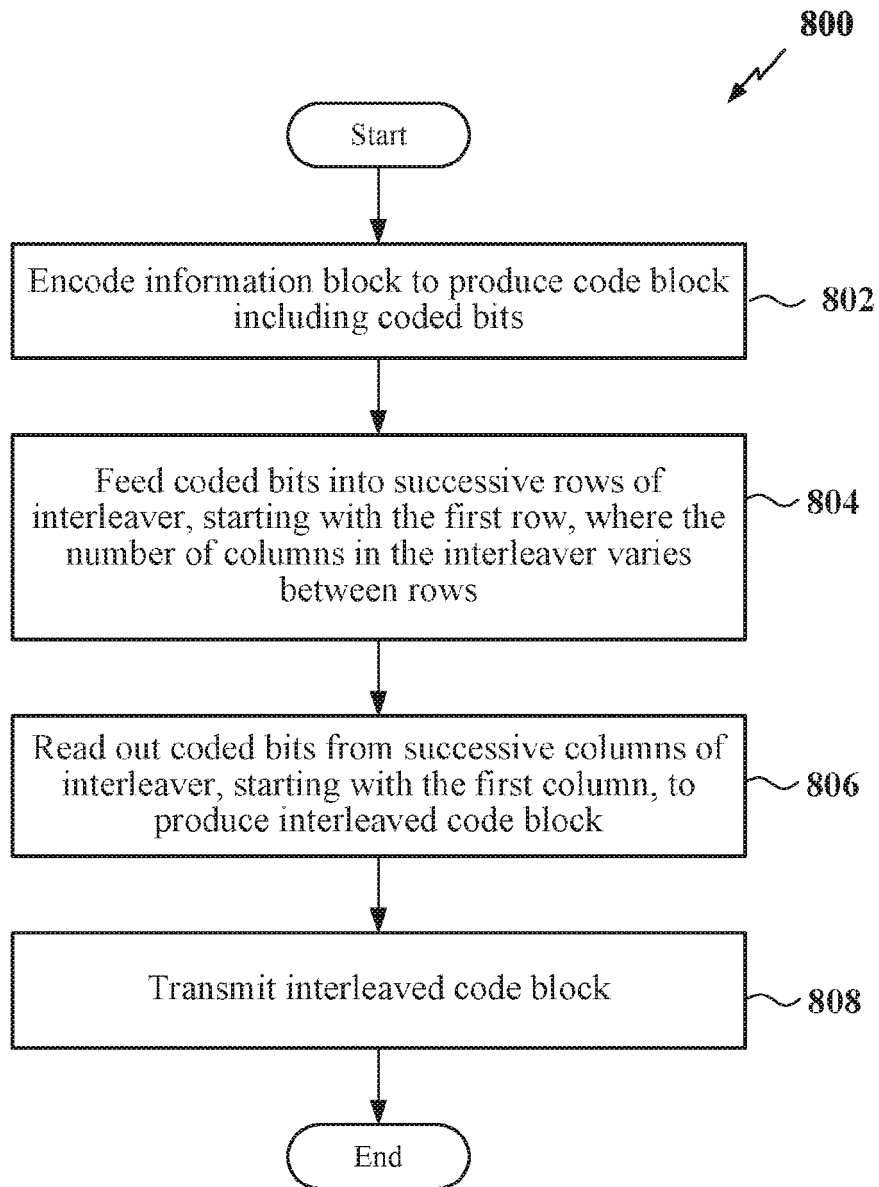 800
Start
Encode information block to produce code block
including coded bits
802
Feed coded bits into successive rows of
interleaver, starting with the first row, where the
number of columns in the interleaver varies
between rows
804
Read out coded bits from successive columns of
interleaver, starting with the first column, to
produce interleaved code block
806
Transmit interleaved code block
808
End